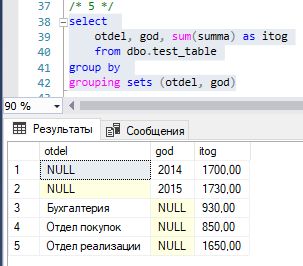 37 /* 5 */
38 select
39 otdel, god, sum(summa) as itog
40 from dbo.test_table
41 group by
42 grouping sets (otdel, god)
90 %
Результаты Сообщения
otdel god itog
1 NULL 2014 1700,00
2 NULL 2015 1730,00
3 Бухгалтерия NULL 930,00
4 Отдел покупок NULL 850,00
5 Отдел реализации NULL 1650,00